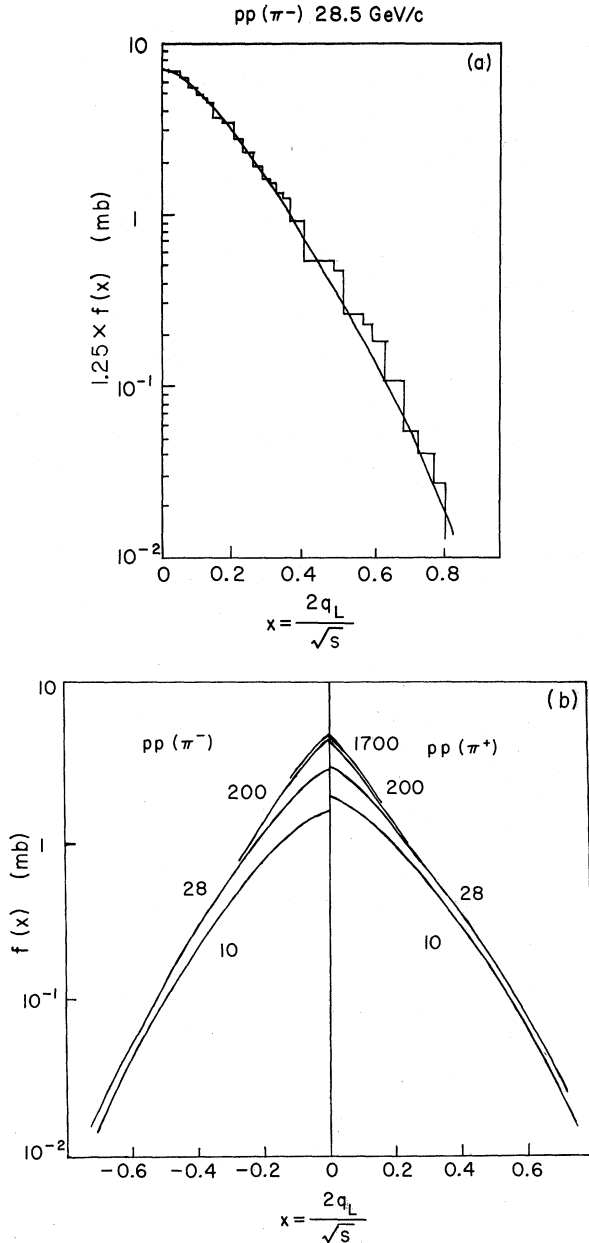 pp (π−) 28.5 GeV/c
(a)
10
1
10⁻¹
10⁻²
1.25 × f (x) (mb)
0 0.2 0.4 0.6 0.8
x = 2q_L / √s
(b)
10
1
10⁻¹
10⁻²
f (x) (mb)
pp (π⁻)
1700
pp (π⁺)
200
200
28
28
10
10
−0.6 −0.4 −0.2 0 0.2 0.4 0.6
x = 2q_L / √s